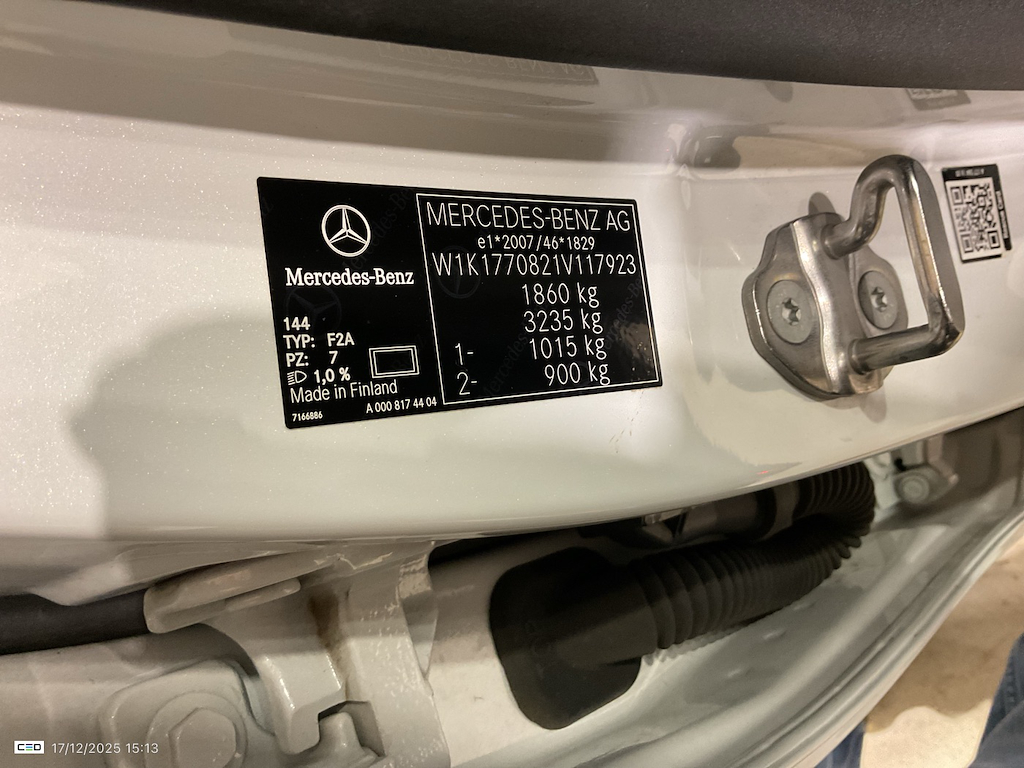 Mercedes-Benz
144
TYP: F2A
PZ: 7
1,0 %
Made in Finland
7166886
A 000 817 44 04
MERCEDES-BENZ AG
e1*2007/46*1829
W1K1770821V117923
1860 kg
3235 kg
1- 1015 kg
2- 900 kg
CEO 17/12/2025 15:13